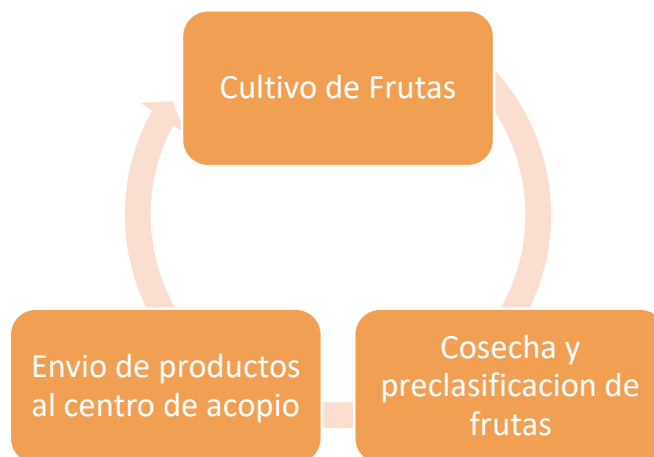 Cultivo de Frutas
Cosecha y
preclasificacion de
frutas
Envio de productos
al centro de acopio